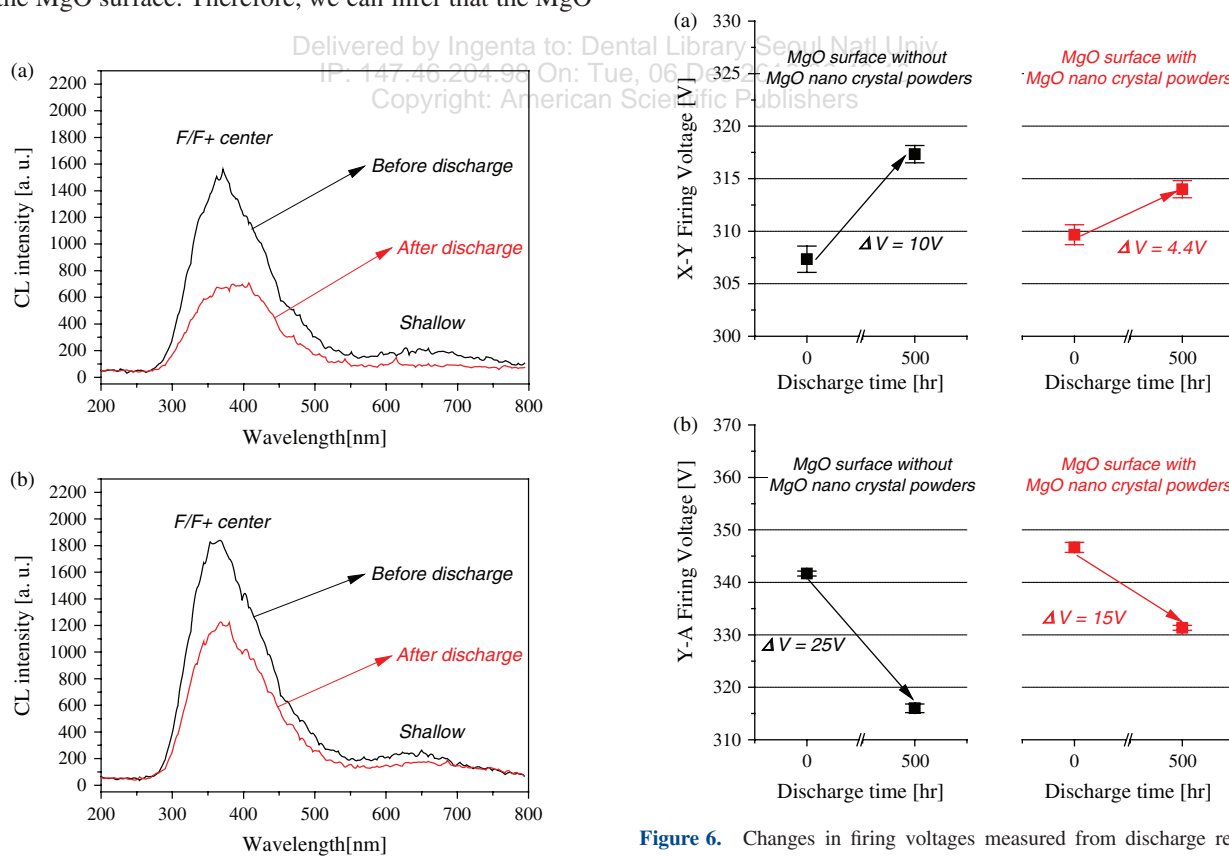 the MgO surface. Therefore, we can infer that the MgO
Delivered by Ingenta to: Dental Library Seoul Natl Univ
IP: 147.46.204.98 On: Tue, 06 De
Copyright: American Scientific Publishers
(a)
2200
2000
1800
1600
1400
1200
1000
800
600
400
200
0
CL intensity [a. u.]
F/F+ center
Before discharge
After discharge
Shallow
200 300 400 500 600 700 800
Wavelength[nm]
(b)
2200
2000
1800
1600
1400
1200
1000
800
600
400
200
0
CL intensity [a. u.]
F/F+ center
Before discharge
After discharge
Shallow
200 300 400 500 600 700 800
Wavelength[nm]
(a)
330
325
320
315
310
305
300
X-Y Firing Voltage [V]
MgO surface without
MgO nano crystal powders
Δ V = 10V
0 500
Discharge time [hr]
MgO surface with
MgO nano crystal powders
Δ V = 4.4V
0 500
Discharge time [hr]
(b)
370
360
350
340
330
320
310
Y-A Firing Voltage [V]
MgO surface without
MgO nano crystal powders
Δ V = 25V
0 500
Discharge time [hr]
MgO surface with
MgO nano crystal powders
Δ V = 15V
0 500
Discharge time [hr]
Figure 6. Changes in firing voltages measured from discharge re